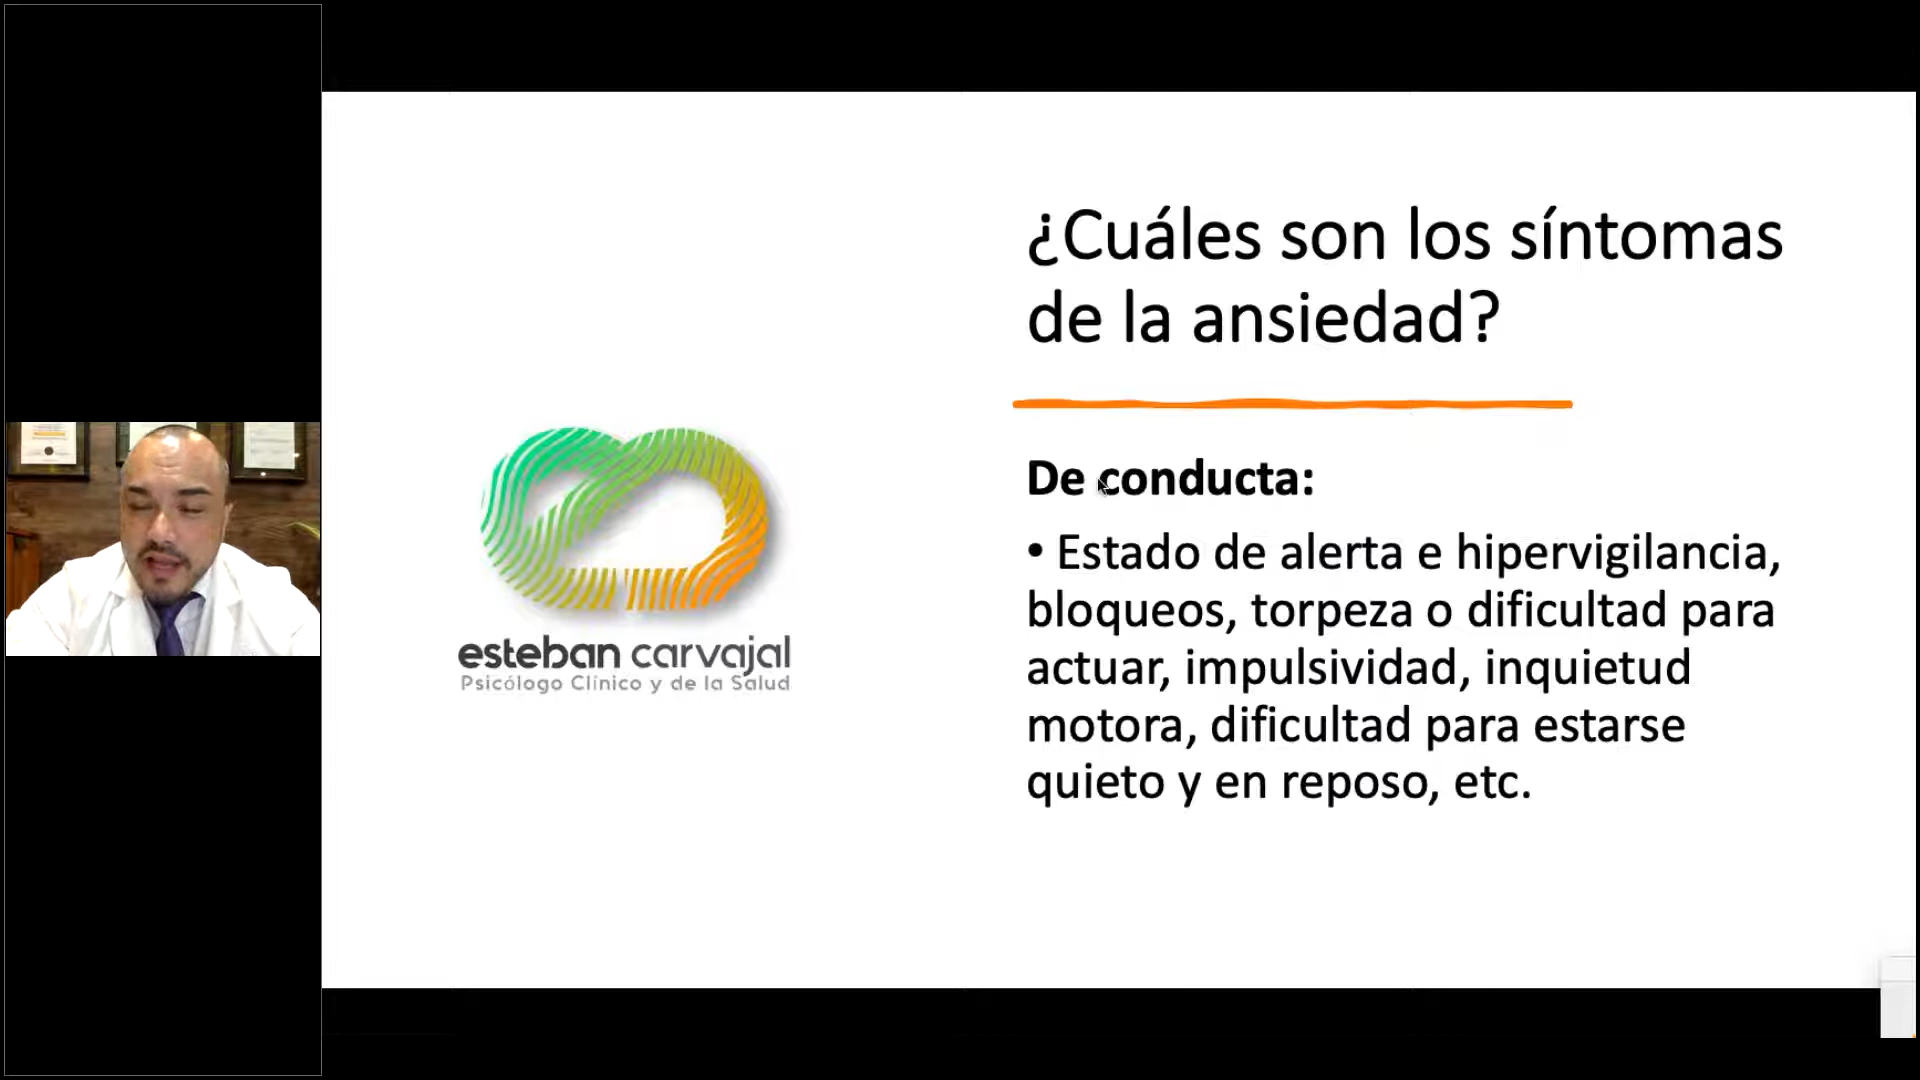 ¿Cuáles son los síntomas
de la ansiedad?
De conducta:
• Estado de alerta e hipervigilancia,
bloqueos, torpeza o dificultad para
actuar, impulsividad, inquietud
motora, dificultad para estarse
quieto y en reposo, etc.
esteban carvajal
Psicólogo Clínico y de la Salud